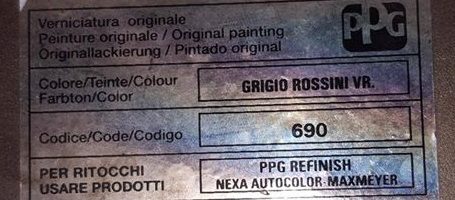 Verniciatura originale
Peinture originale / Original painting
Originallackierung / Pintado original
PPG
Colore/Teinte/Colour
Farbton/Color
GRIGIO ROSSINI VR.
Codice/Code/Codigo
690
PER RITOCCHI
USARE PRODOTTI
PPG REFINISH
NEXA AUTOCOLOR-MAXMEYER